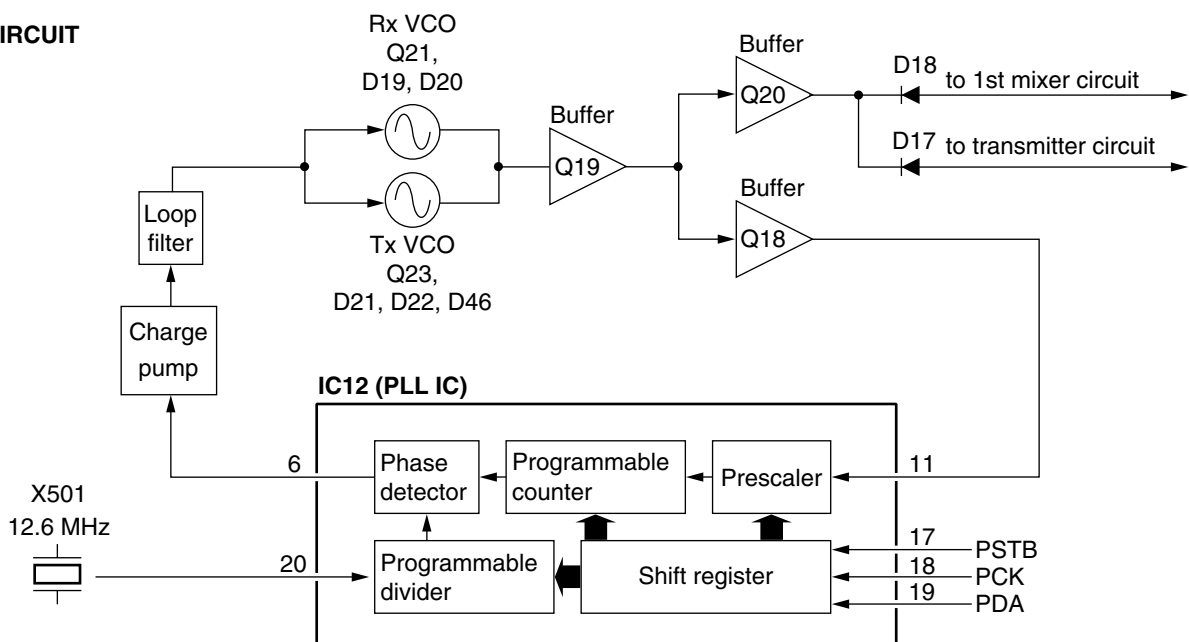 IRCUIT
Rx VCO
Q21,
D19, D20
Buffer
Q19
Buffer
Q20
D18
to 1st mixer circuit
D17
to transmitter circuit
Buffer
Q18
Loop
filter
Tx VCO
Q23,
D21, D22, D46
Charge
pump
IC12 (PLL IC)
6
Phase
detector
Programmable
counter
Prescaler
11
X501
12.6 MHz
20
Programmable
divider
Shift register
17
PSTB
18
PCK
19
PDA